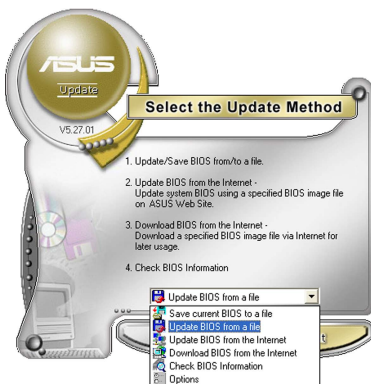 ASUS
Update
V5.27.01
Select the Update Method
1. Update/Save BIOS from/to a file.
2. Update BIOS from the Internet -
Update system BIOS using a specified BIOS image file
on ASUS Web Site.
3. Download BIOS from the Internet -
Download a specified BIOS image file via Internet for
later usage.
4. Check BIOS Information
Update BIOS from a file
Save current BIOS to a file
Update BIOS from a file
Update BIOS from the Internet
Download BIOS from the Internet
Check BIOS Information
Options